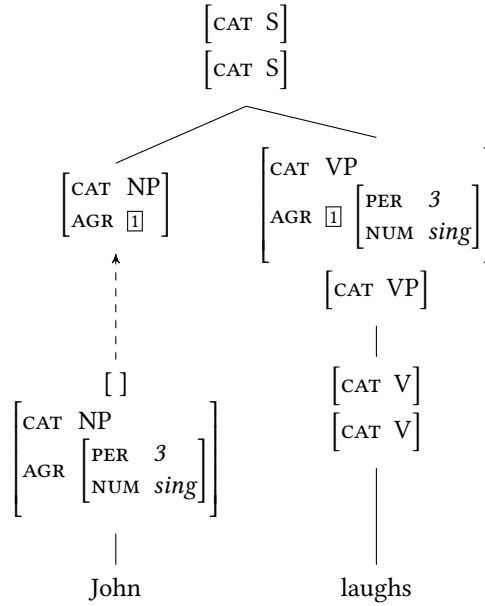 [CAT S]
[CAT S]
[CAT NP
AGR 1]
[CAT VP
AGR 1 [PER 3
NUM sing]]
[CAT VP]
[ ]
[CAT NP
AGR [PER 3
NUM sing]]
[CAT V]
[CAT V]
John
laughs